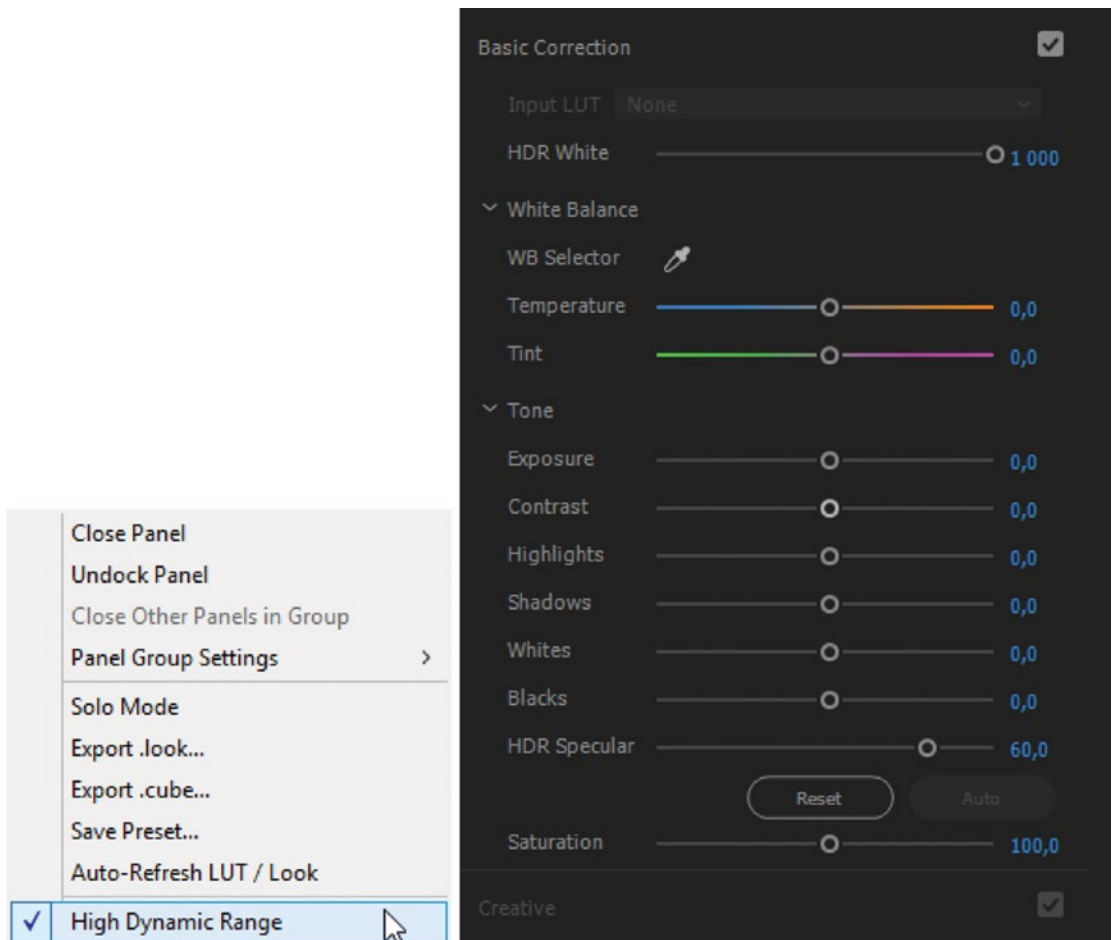 Close Panel
Undock Panel
Close Other Panels in Group
Panel Group Settings
Solo Mode
Export .look...
Export .cube...
Save Preset...
Auto-Refresh LUT / Look
High Dynamic Range
Basic Correction
Input LUT None
HDR White 1 000
White Balance
WB Selector
Temperature 0,0
Tint 0,0
Tone
Exposure 0,0
Contrast 0,0
Highlights 0,0
Shadows 0,0
Whites 0,0
Blacks 0,0
HDR Specular 60,0
Reset Auto
Saturation 100,0
Creative